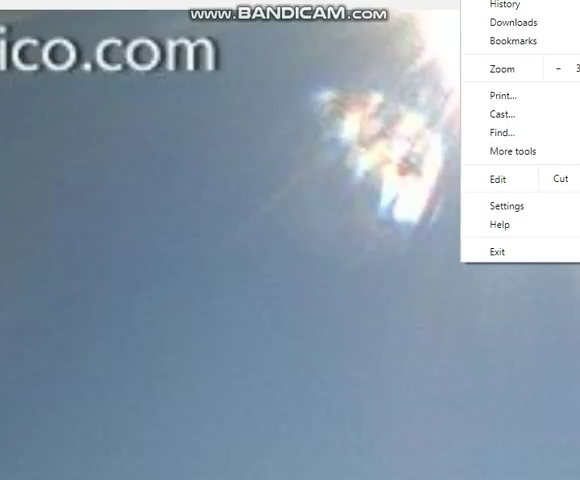 www.BANDICAM.com
ico.com
History
Downloads
Bookmarks
Zoom - 3
Print...
Cast...
Find...
More tools
Edit Cut
Settings
Help
Exit